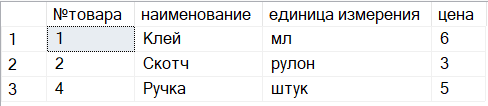 №товара наименование единица измерения цена
1 1 Клей мл 6
2 2 Скотч рулон 3
3 4 Ручка штук 5